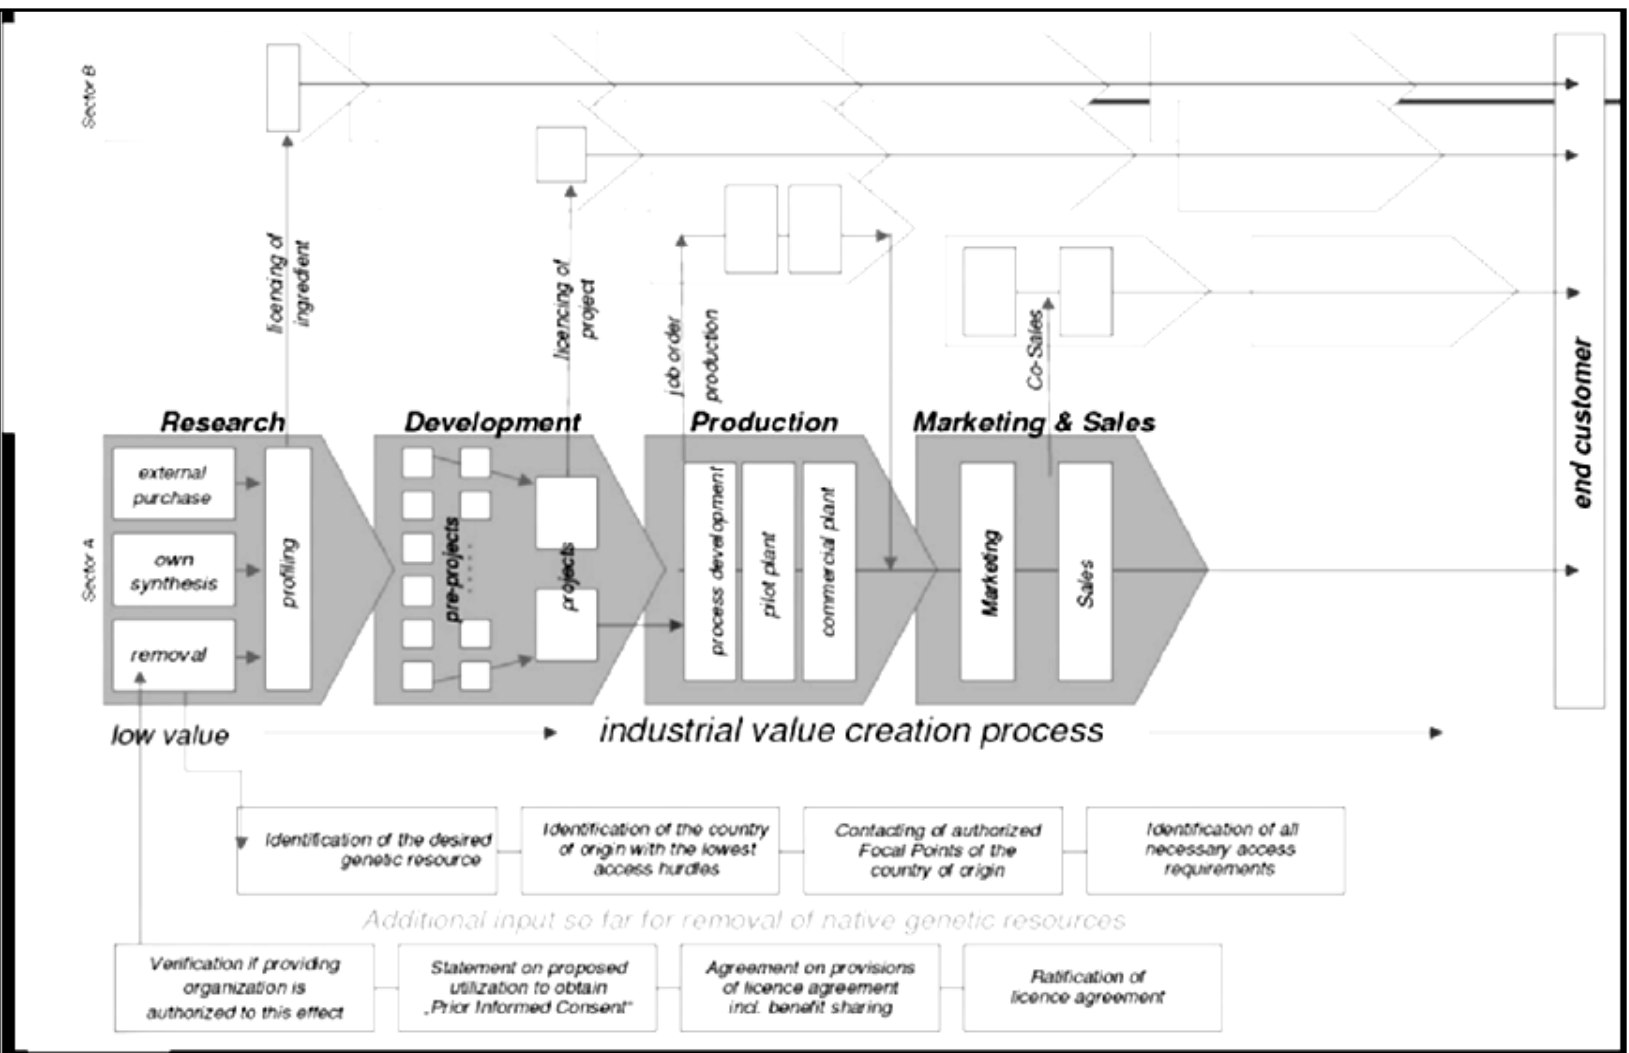 Sector B
licencing of
ingredient
licencing of
project
job order
production
Co-Sales
end customer
Research
Development
Production
Marketing & Sales
Sector A
external
purchase
own
synthesis
removal
profiling
pre-projects
projects
process development
pilot plant
commercial plant
Marketing
Sales
low value
industrial value creation process
Identification of the desired
genetic resource
Identification of the country
of origin with the lowest
access hurdles
Contacting of authorized
Focal Points of the
country of origin
Identification of all
necessary access
requirements
Additional input so far for removal of native genetic resources
Verification if providing
organization is
authorized to this effect
Statement on proposed
utilization to obtain
„Prior Informed Consent“
Agreement on provisions
of licence agreement
incl. benefit sharing
Ratification of
licence agreement